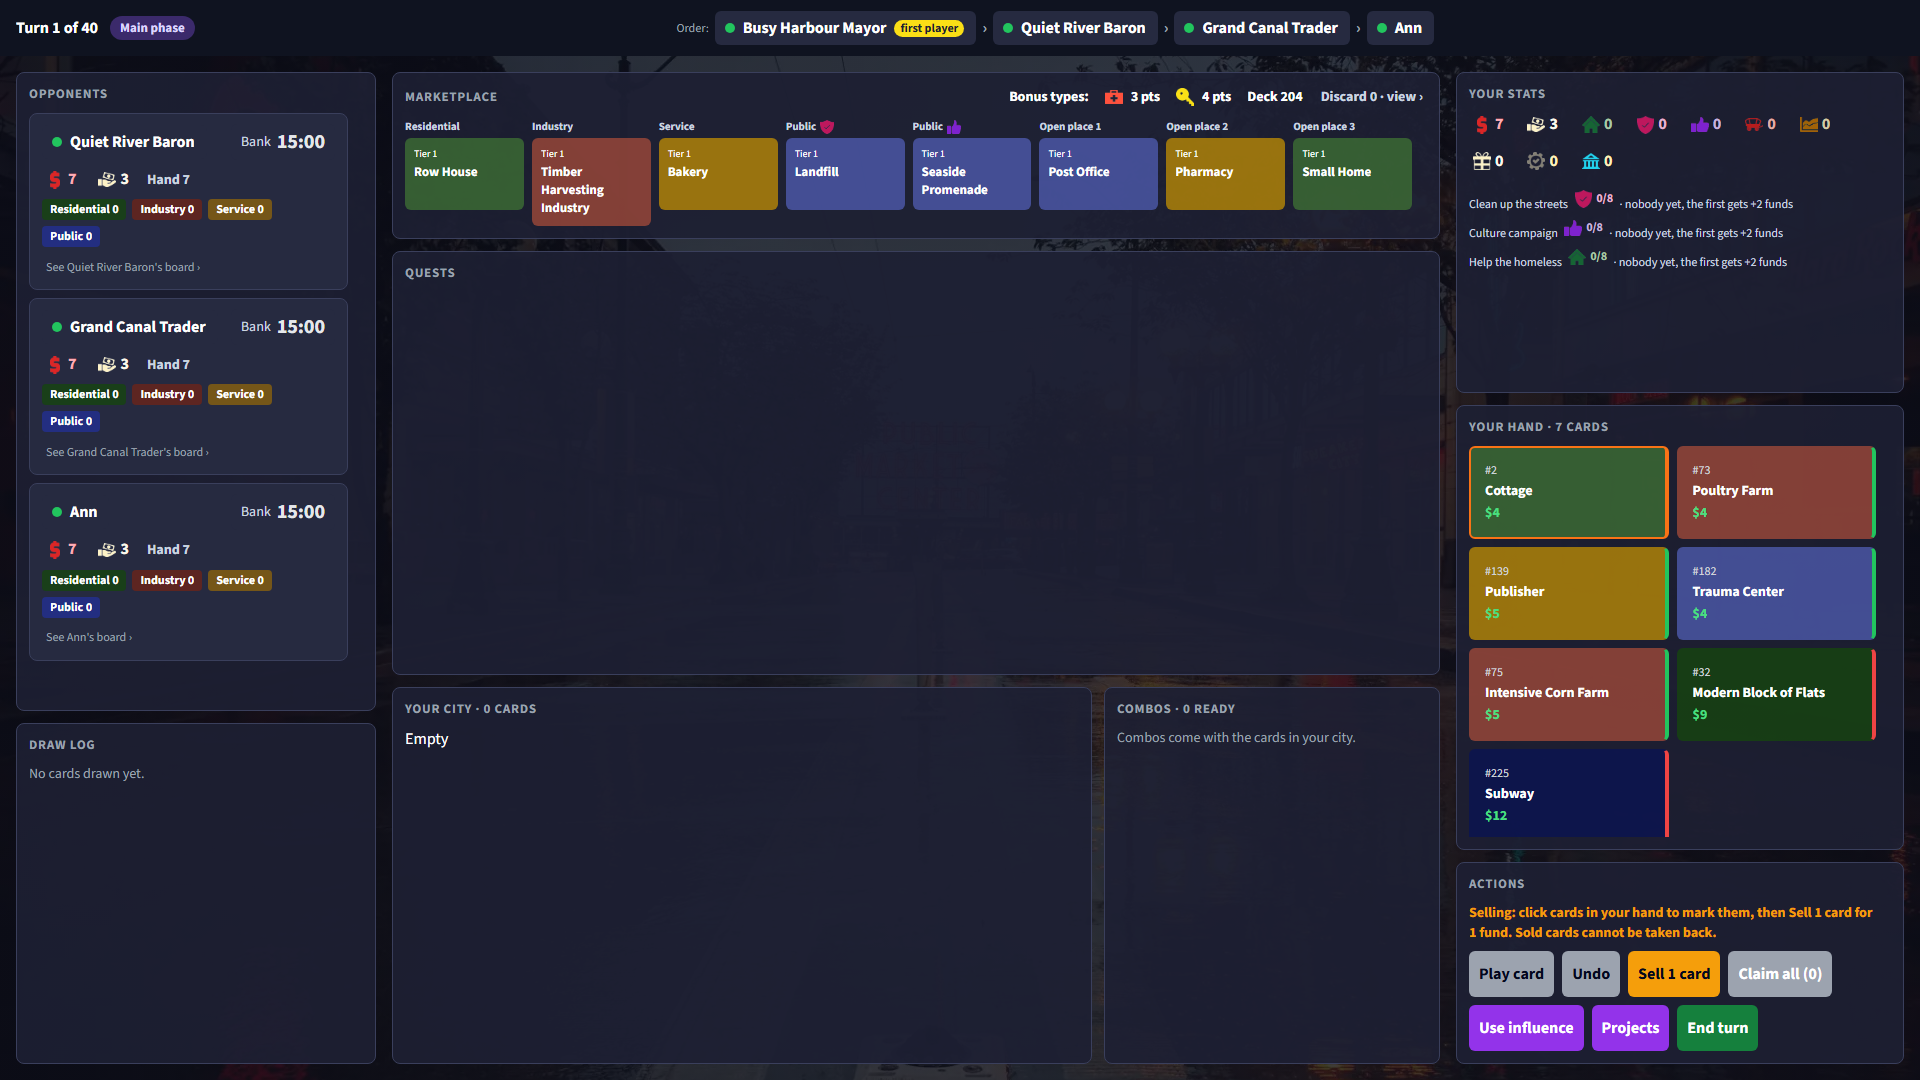 Turn 1 of 40
Main phase
Order:
Busy Harbour Mayor
first player
›
Quiet River Baron
›
Grand Canal Trader
›
Ann
OPPONENTS
Quiet River Baron
Bank 15:00
7
3
Hand 7
Residential 0
Industry 0
Service 0
Public 0
See Quiet River Baron's board ›
Grand Canal Trader
Bank 15:00
7
3
Hand 7
Residential 0
Industry 0
Service 0
Public 0
See Grand Canal Trader's board ›
Ann
Bank 15:00
7
3
Hand 7
Residential 0
Industry 0
Service 0
Public 0
See Ann's board ›
DRAW LOG
No cards drawn yet.
MARKETPLACE
Bonus types:
3 pts
4 pts
Deck 204
Discard 0 · view ›
Residential
Tier 1
Row House
Industry
Tier 1
Timber
Harvesting
Industry
Service
Tier 1
Bakery
Public
Tier 1
Landfill
Public
Tier 1
Seaside
Promenade
Open place 1
Tier 1
Post Office
Open place 2
Tier 1
Pharmacy
Open place 3
Tier 1
Small Home
QUESTS
YOUR CITY · 0 CARDS
Empty
COMBOS · 0 READY
Combos come with the cards in your city.
YOUR STATS
7
3
0
0
0
0
0
0
0
0
Clean up the streets 0/8 · nobody yet, the first gets +2 funds
Culture campaign 0/8 · nobody yet, the first gets +2 funds
Help the homeless 0/8 · nobody yet, the first gets +2 funds
YOUR HAND · 7 CARDS
#2
Cottage
$4
#73
Poultry Farm
$4
#139
Publisher
$5
#182
Trauma Center
$4
#75
Intensive Corn Farm
$5
#32
Modern Block of Flats
$9
#225
Subway
$12
ACTIONS
Selling: click cards in your hand to mark them, then Sell 1 card for
1 fund. Sold cards cannot be taken back.
Play card
Undo
Sell 1 card
Claim all (0)
Use influence
Projects
End turn